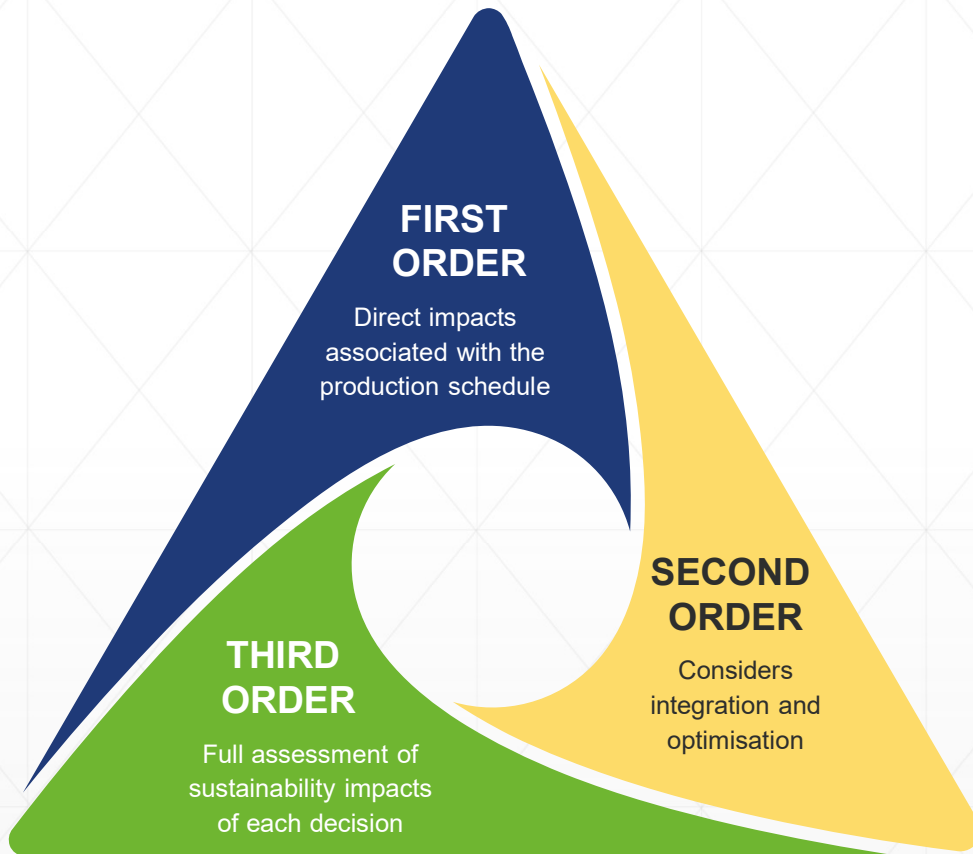 FIRST
ORDER
Direct impacts
associated with the
production schedule
SECOND
ORDER
Considers
integration and
optimisation
THIRD
ORDER
Full assessment of
sustainability impacts
of each decision